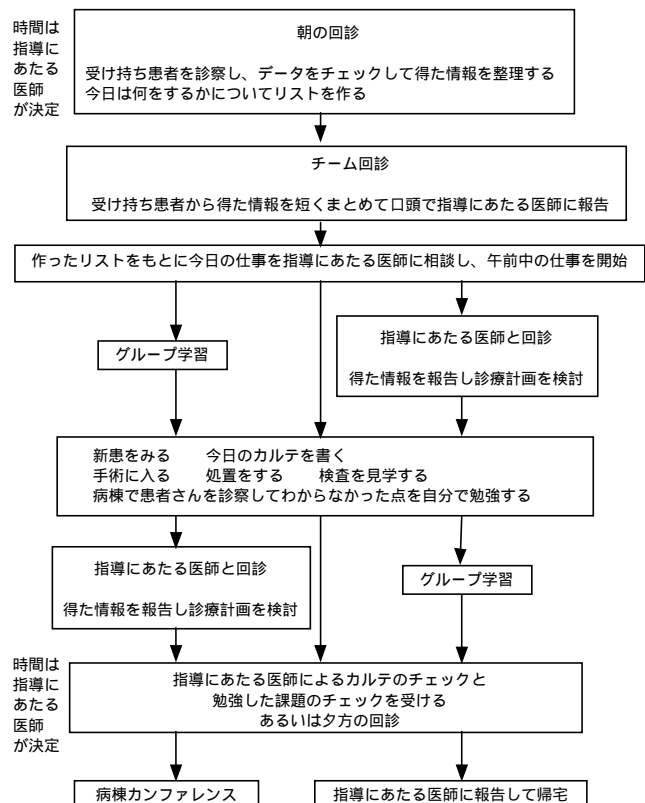 時間は
指導に
あたる
医師
が決定
朝の回診
受け持ち患者を診察し、データをチェックして得た情報を整理する
今日は何をするかについてリストを作る
チーム回診
受け持ち患者から得た情報を短くまとめて口頭で指導にあたる医師に報告
作ったリストをもとに今日の仕事を指導にあたる医師に相談し、午前中の仕事を開始
グループ学習
指導にあたる医師と回診
得た情報を報告し診療計画を検討
新患をみる 今日のカルテを書く
手術に入る 処置をする 検査を見学する
病棟で患者さんを診察してわからなかった点を自分で勉強する
指導にあたる医師と回診
得た情報を報告し診療計画を検討
グループ学習
時間は
指導に
あたる
医師
が決定
指導にあたる医師によるカルテのチェックと
勉強した課題のチェックを受ける
あるいは夕方の回診
病棟カンファレンス
指導にあたる医師に報告して帰宅